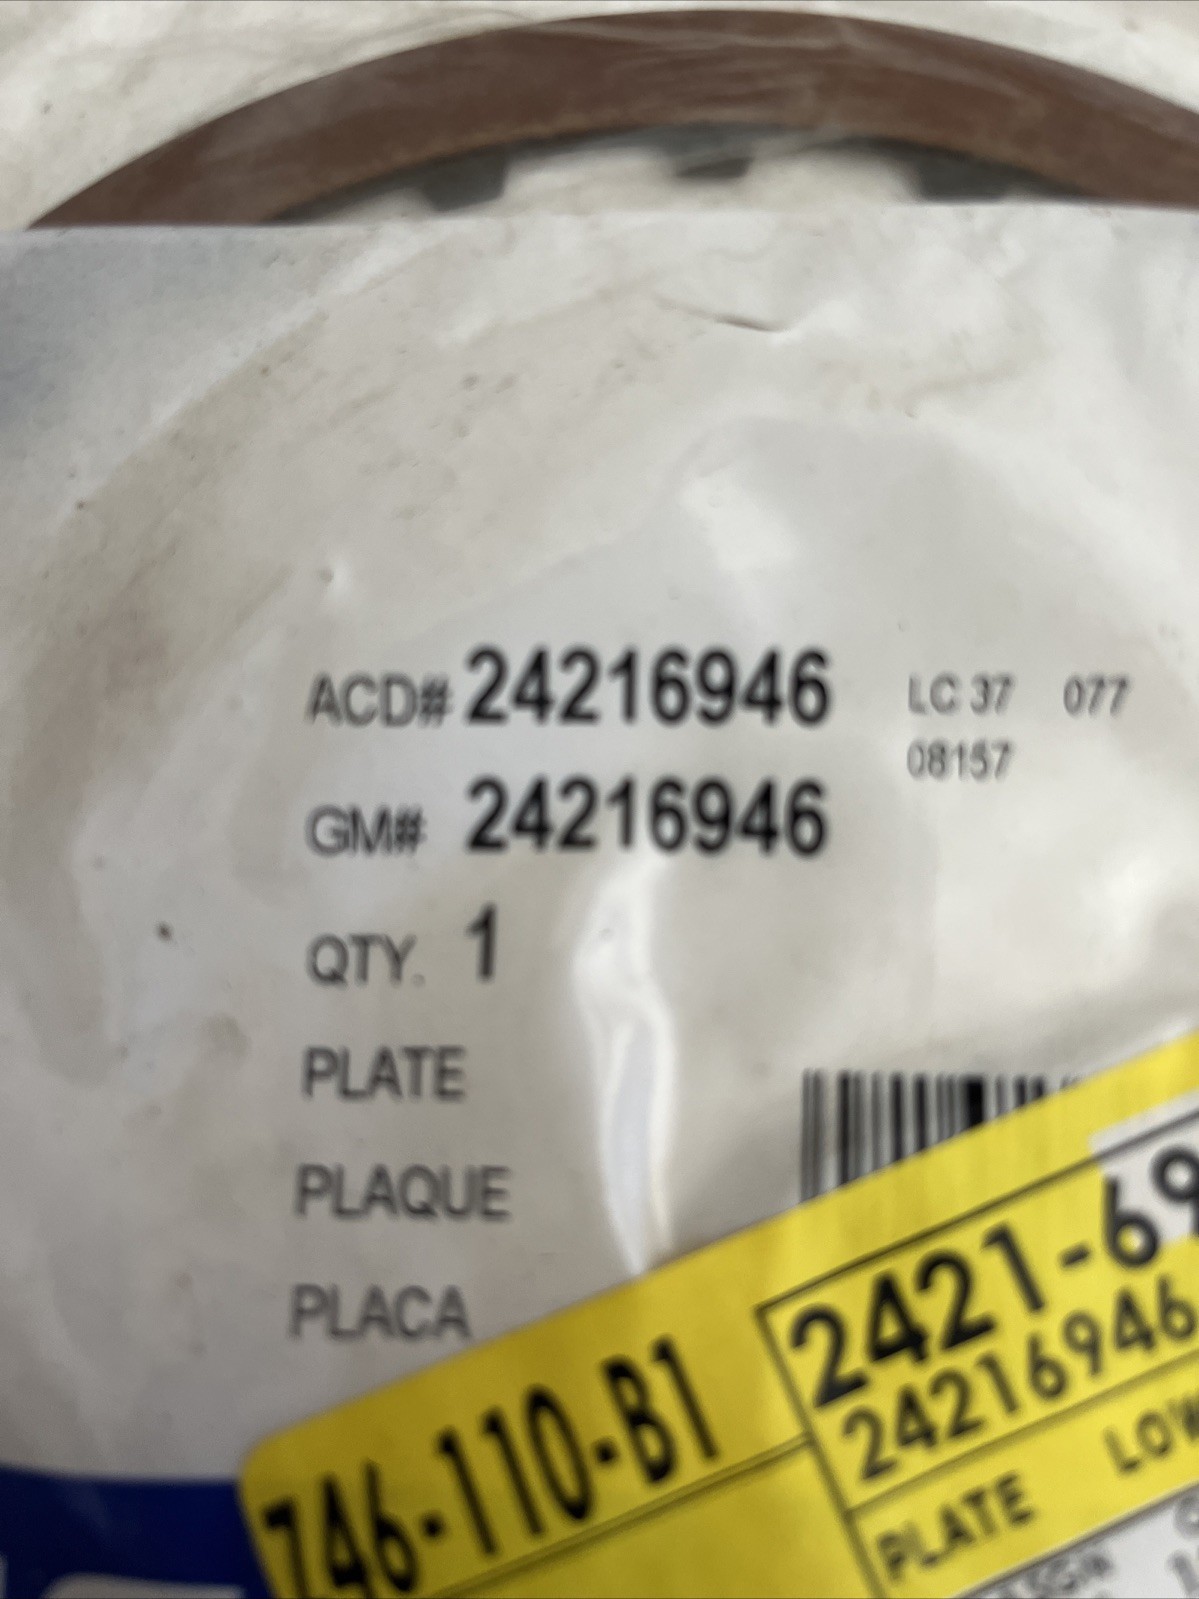 ACD# 24216946 LC 37 077
08157
GM# 24216946
QTY. 1
PLATE
PLAQUE
PLACA
746-110-B1
2421-69
24216946
PLATE LOW